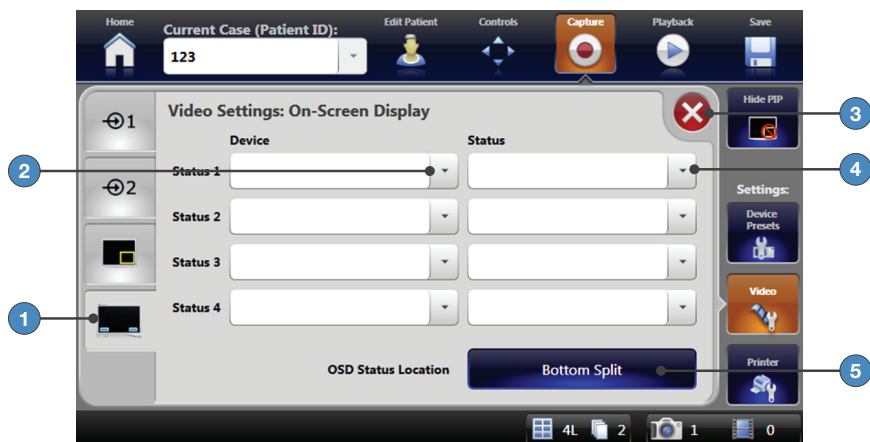 Home
Current Case (Patient ID):
Edit Patient
Controls
Capture
Playback
Save
123
Video Settings: On-Screen Display
Hide PIP
3
1
Device
Status
2
Status 1
4
2
Settings:
Status 2
Device
Presets
Status 3
Video
1
Status 4
OSD Status Location
Bottom Split
Printer
5
4L
2
1
0